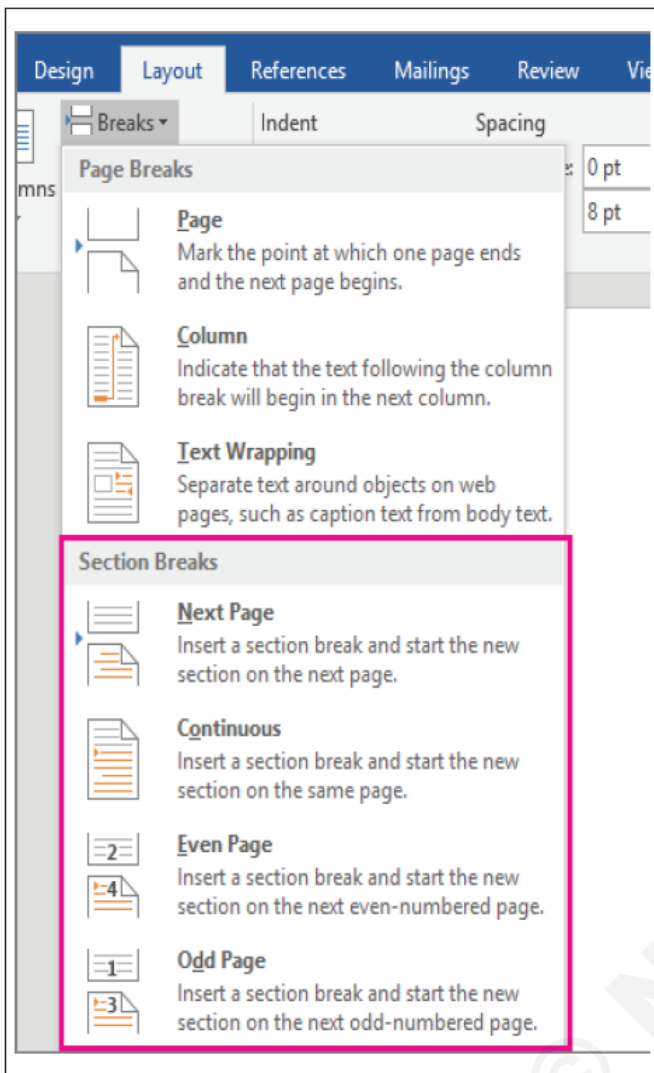 Design Layout References Mailings Review
Breaks Indent Spacing
mns
Page Breaks
0 pt
8 pt
Page
Mark the point at which one page ends
and the next page begins.
Column
Indicate that the text following the column
break will begin in the next column.
Text Wrapping
Separate text around objects on web
pages, such as caption text from body text.
Section Breaks
Next Page
Insert a section break and start the new
section on the next page.
Continuous
Insert a section break and start the new
section on the same page.
2
4
Even Page
Insert a section break and start the new
section on the next even-numbered page.
1
3
Odd Page
Insert a section break and start the new
section on the next odd-numbered page.